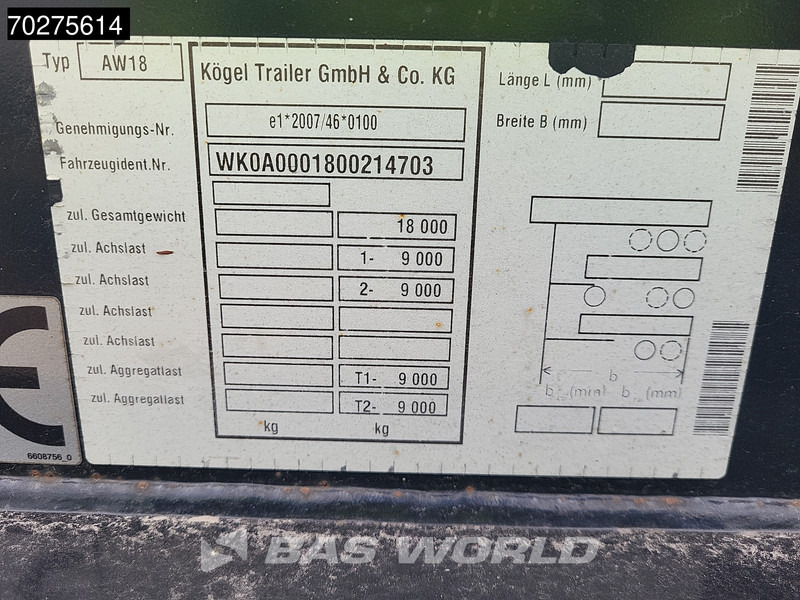 70275614
Typ AW18
Kögel Trailer GmbH & Co. KG
Länge L (mm)
Breite B (mm)
Genehmigungs-Nr. e1*2007/46*0100
Fahrzeugident.Nr. WK0A0001800214703
zul. Gesamtgewicht 18 000
zul. Achslast 1- 9 000
zul. Achslast 2- 9 000
zul. Achslast
zul. Achslast
zul. Aggregatlast T1- 9 000
zul. Aggregatlast T2- 9 000
kg kg
b
b (min) b (mm)
CE
6608756_0
BAS WORLD